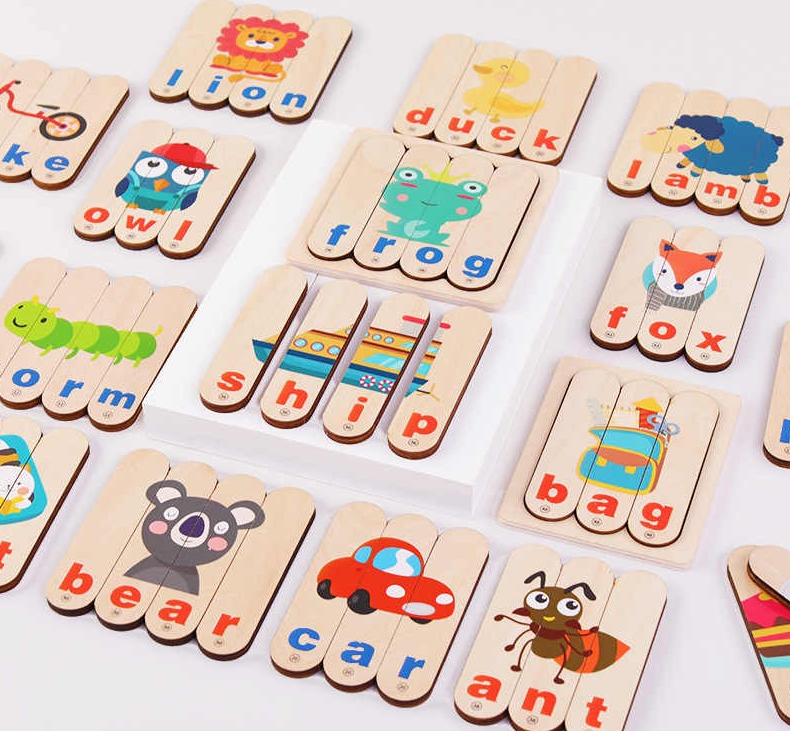 lion
duck
lamb
ke
owl
frog
fox
orm
ship
bag
t
bear
car
ant